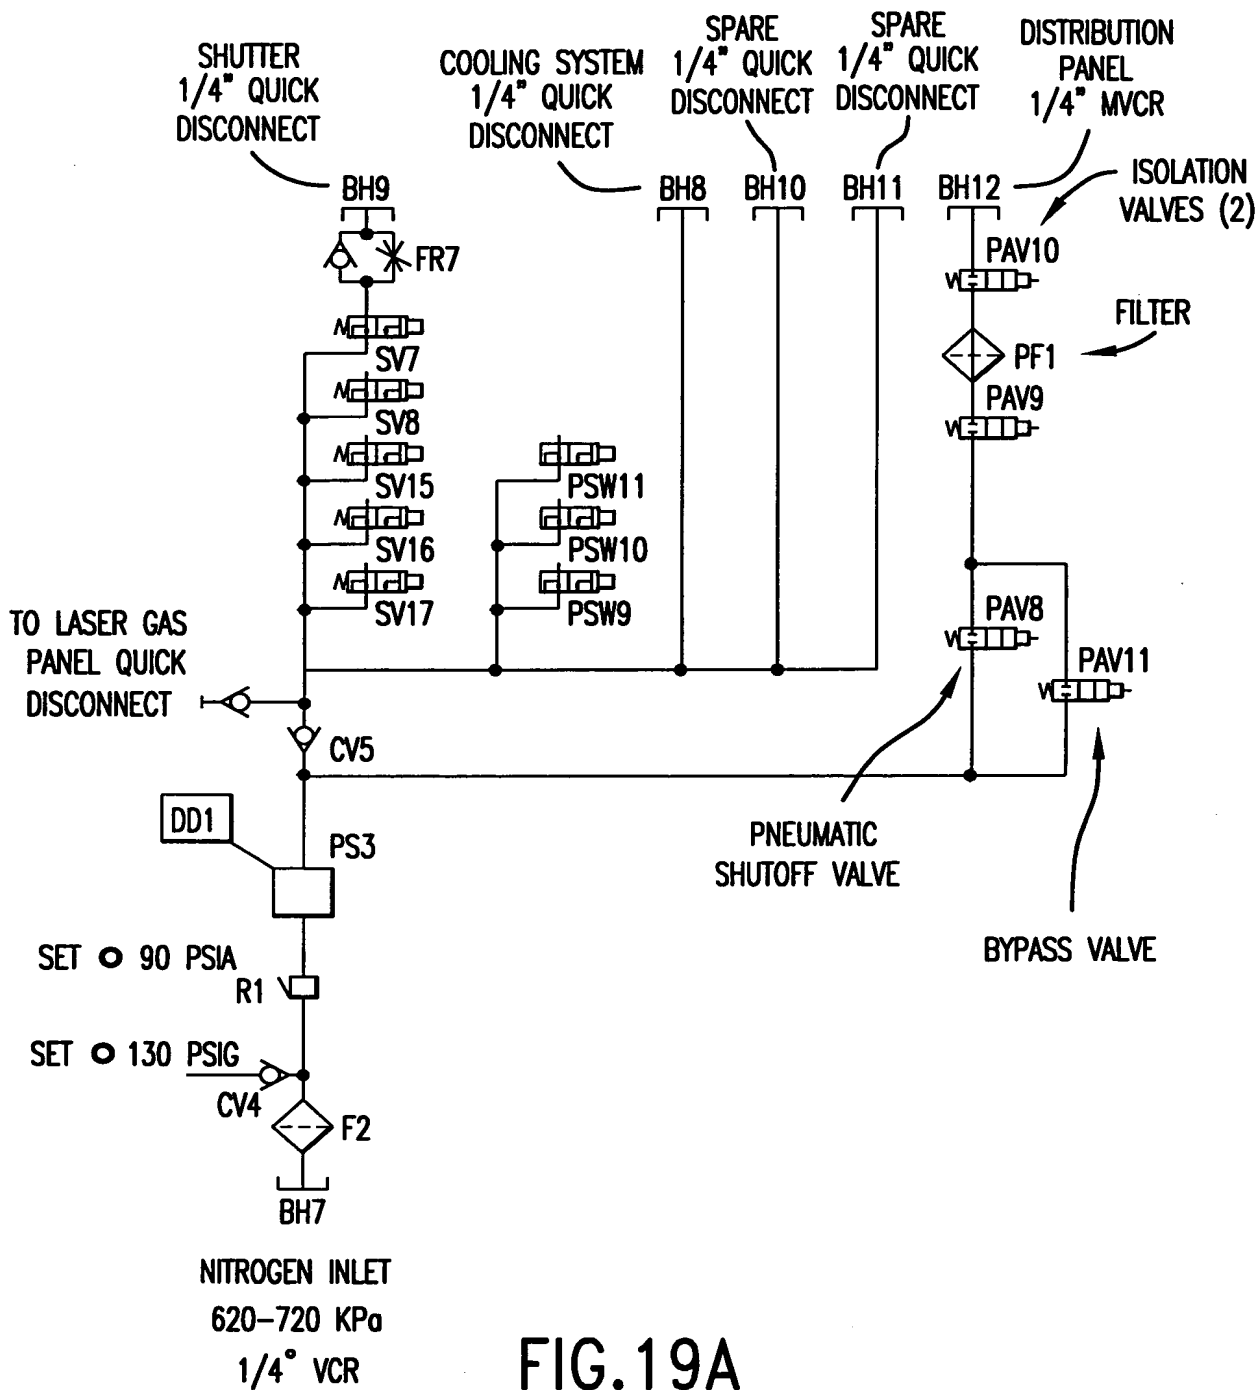 SHUTTER
1/4" QUICK
DISCONNECT
COOLING SYSTEM
1/4" QUICK
DISCONNECT
SPARE
1/4" QUICK
DISCONNECT
SPARE
1/4" QUICK
DISCONNECT
DISTRIBUTION
PANEL
1/4" MVCR
BH9
BH8
BH10
BH11
BH12
ISOLATION
VALVES (2)
FR7
PAV10
FILTER
SV7
PF1
SV8
PAV9
SV15
PSW11
SV16
PSW10
SV17
PSW9
TO LASER GAS
PANEL QUICK
DISCONNECT
PAV8
PAV11
CV5
DD1
PS3
PNEUMATIC
SHUTOFF VALVE
BYPASS VALVE
SET O 90 PSIA
R1
SET O 130 PSIG
CV4
F2
BH7
NITROGEN INLET
620-720 KPa
1/4° VCR
FIG.19A